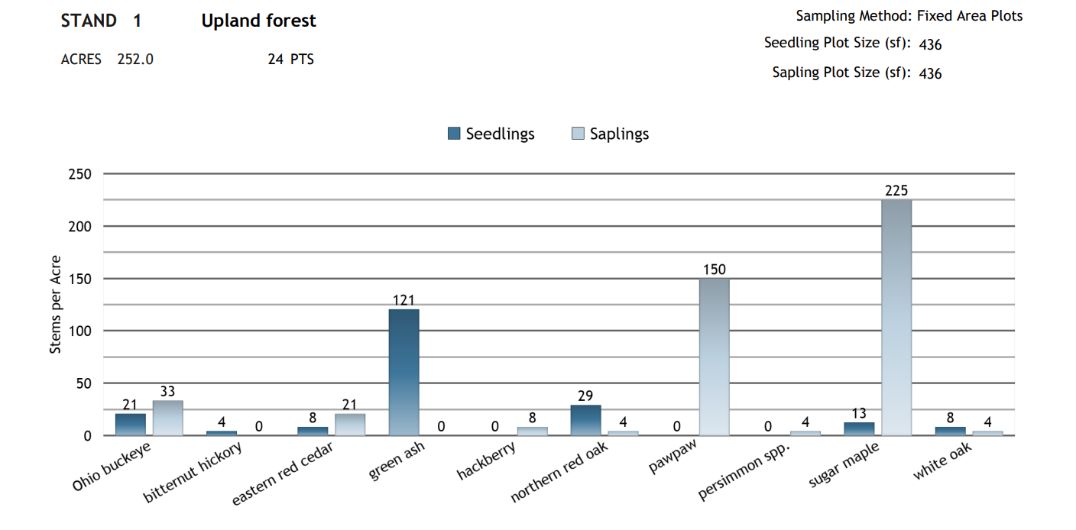 STAND 1 Upland forest
Sampling Method: Fixed Area Plots
Seedling Plot Size (sf): 436
ACRES 252.0 24 PTS
Sapling Plot Size (sf): 436
Seedlings Saplings
Stems per Acre
250
200
150
100
50
0
21 33
4 0
8 21
121 0
0 8
29 4
0 150
0 4
13 225
8 4
Ohio buckeye
bitternut hickory
eastern red cedar
green ash
hackberry
northern red oak
pawpaw
persimmon spp.
sugar maple
white oak